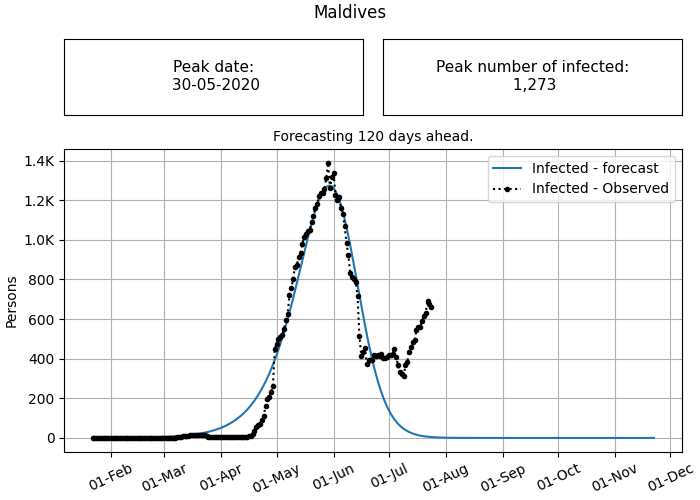 Maldives
Peak date:
30-05-2020
Peak number of infected:
1,273
Forecasting 120 days ahead.
1.4K
1.2K
1.0K
800
600
400
200
0
Persons
Infected - forecast
Infected - Observed
01-Feb
01-Mar
01-Apr
01-May
01-Jun
01-Jul
01-Aug
01-Sep
01-Oct
01-Nov
01-Dec